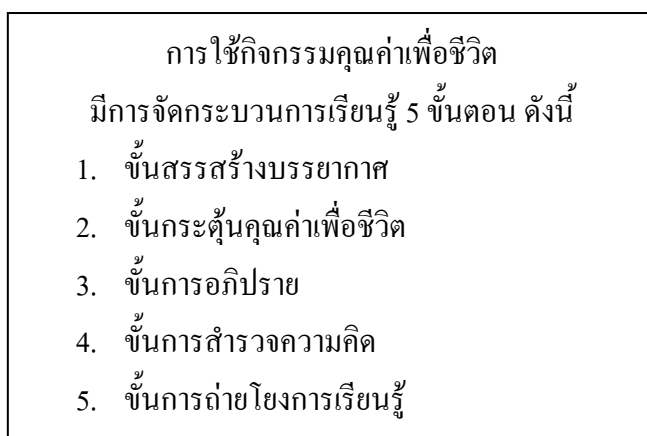 การใช้กิจกรรมคุณค่าเพื่อชีวิต
มีการจัดกระบวนการเรียนรู้ 5 ขั้นตอน ดังนี้
1. ขั้นสรรสร้างบรรยากาศ
2. ขั้นกระตุ้นคุณค่าเพื่อชีวิต
3. ขั้นการอภิปราย
4. ขั้นการสำรวจความคิด
5. ขั้นการถ่ายโยงการเรียนรู้